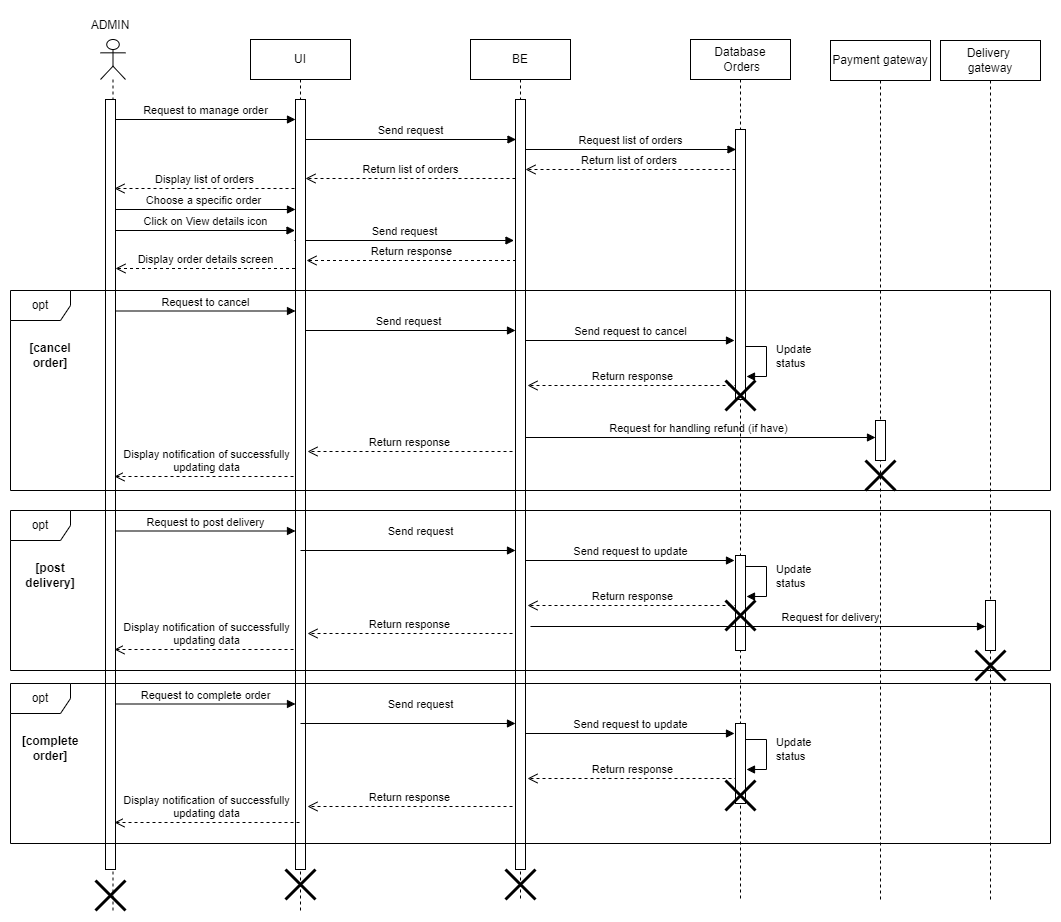 ADMIN
UI
BE
Database
Orders
Payment gateway
Delivery
gateway
Request to manage order
Send request
Request list of orders
Return list of orders
Return list of orders
Display list of orders
Choose a specific order
Click on View details icon
Send request
Return response
Display order details screen
opt
[cancel
order]
Request to cancel
Send request
Send request to cancel
Update
status
Return response
Request for handling refund (if have)
Return response
Display notification of successfully
updating data
opt
[post
delivery]
Request to post delivery
Send request
Send request to update
Update
status
Return response
Request for delivery
Return response
Display notification of successfully
updating data
opt
[complete
order]
Request to complete order
Send request
Send request to update
Update
status
Return response
Return response
Display notification of successfully
updating data